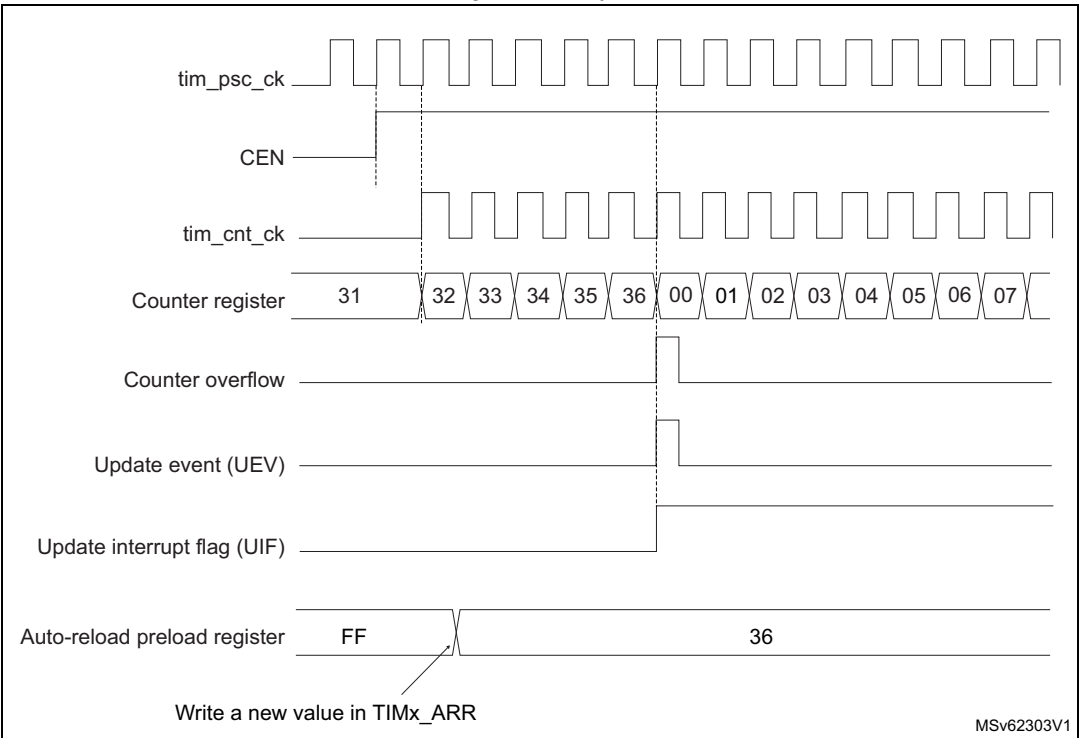 tim_psc_ck
CEN
tim_cnt_ck
Counter register 31 32 33 34 35 36 00 01 02 03 04 05 06 07
Counter overflow
Update event (UEV)
Update interrupt flag (UIF)
Auto-reload preload register FF 36
Write a new value in TIMx_ARR
MSv62303V1